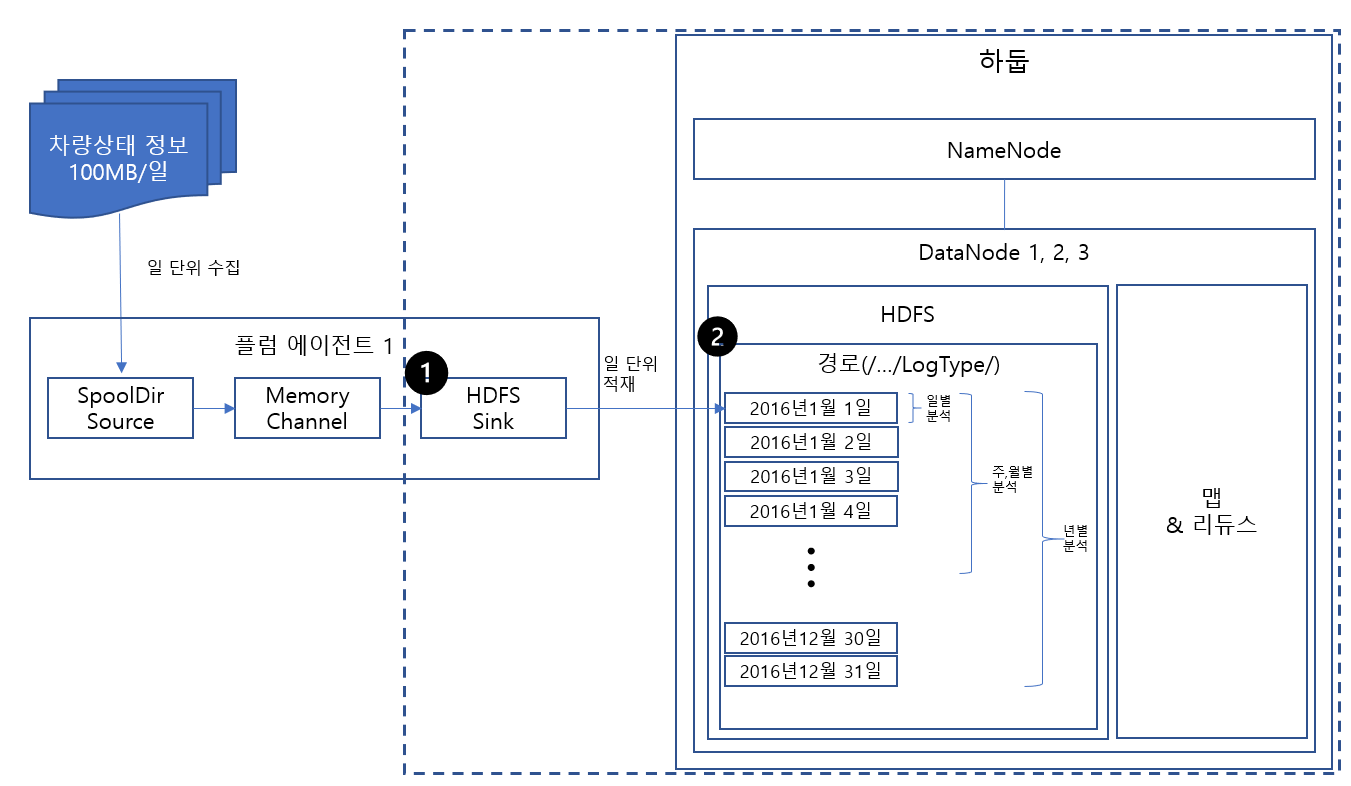 차량상태 정보
100MB/일
일 단위 수집
플럼 에이전트 1
SpoolDir
Source
Memory
Channel
1
HDFS
Sink
일 단위
적재
하둡
NameNode
DataNode 1, 2, 3
HDFS
2
경로(/.../LogType/)
2016년1월 1일
2016년1월 2일
2016년1월 3일
2016년1월 4일
2016년12월 30일
2016년12월 31일
일별
분석
주,월별
분석
년별
분석
맵
& 리듀스